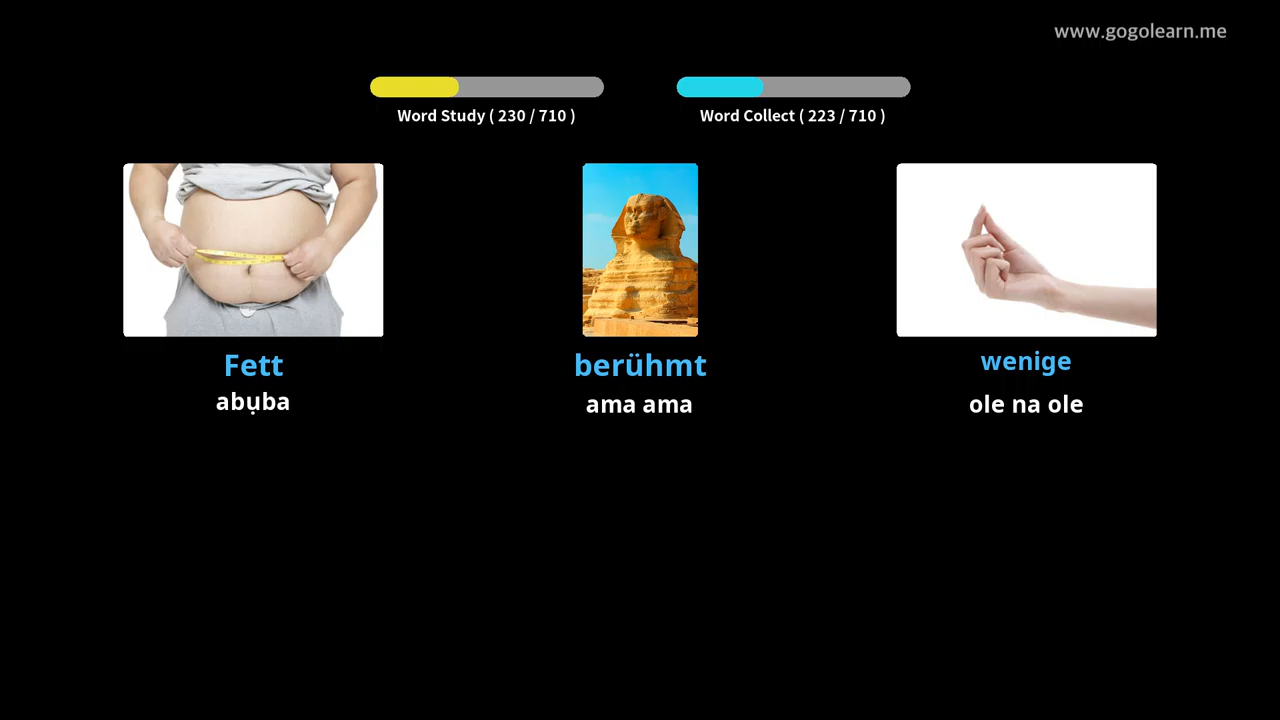 www.gogolearn.me
Word Study ( 230 / 710 )
Word Collect ( 223 / 710 )
Fett
abụba
berühmt
ama ama
wenige
ole na ole